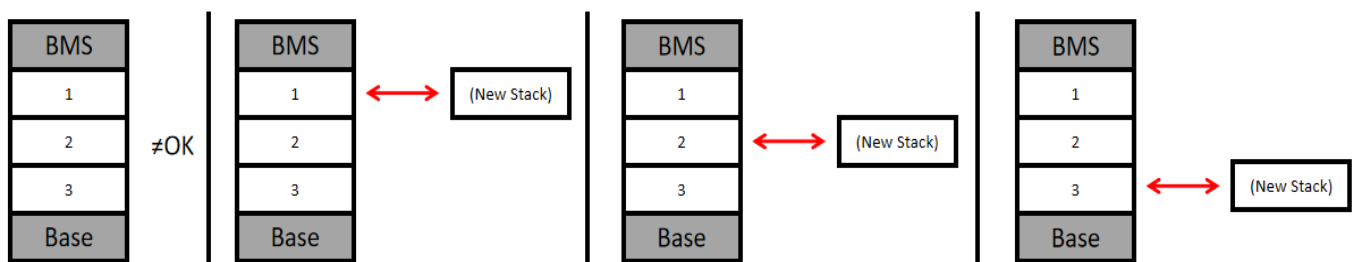 BMS
1
2
3
Base
≠OK
BMS
1
2
3
Base
(New Stack)
BMS
1
2
3
Base
(New Stack)
BMS
1
2
3
Base
(New Stack)